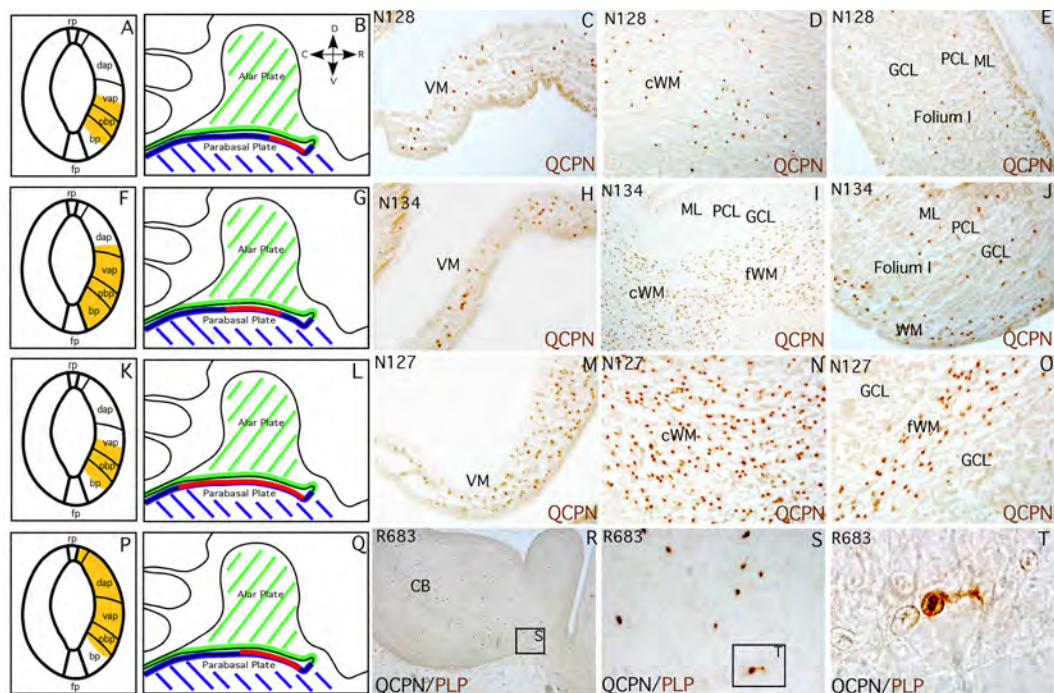 A
rp
dap
vap
pbp
bp
fp
B
D
C R
V
Alar Plate
Parabasal Plate
N128 C
VM
QCPN
N128 D
cWM
QCPN
N128 E
GCL PCL ML
Folium I
QCPN
F
rp
dap
vap
pbp
bp
fp
G
Alar Plate
Parabasal Plate
N134 H
VM
QCPN
N134 I
ML PCL GCL
cWM fWM
QCPN
N134 J
ML
PCL
GCL
Folium I
WM
QCPN
K
rp
dap
vap
pbp
bp
fp
L
Alar Plate
Parabasal Plate
N127 M
VM
QCPN
N127 N
cWM
QCPN
N127 O
GCL
fWM
GCL
QCPN
P
rp
dap
vap
pbp
bp
fp
Q
Alar Plate
Parabasal Plate
R683 R
CB
S
QCPN/PLP
R683 S
T
QCPN/PLP
R683 T